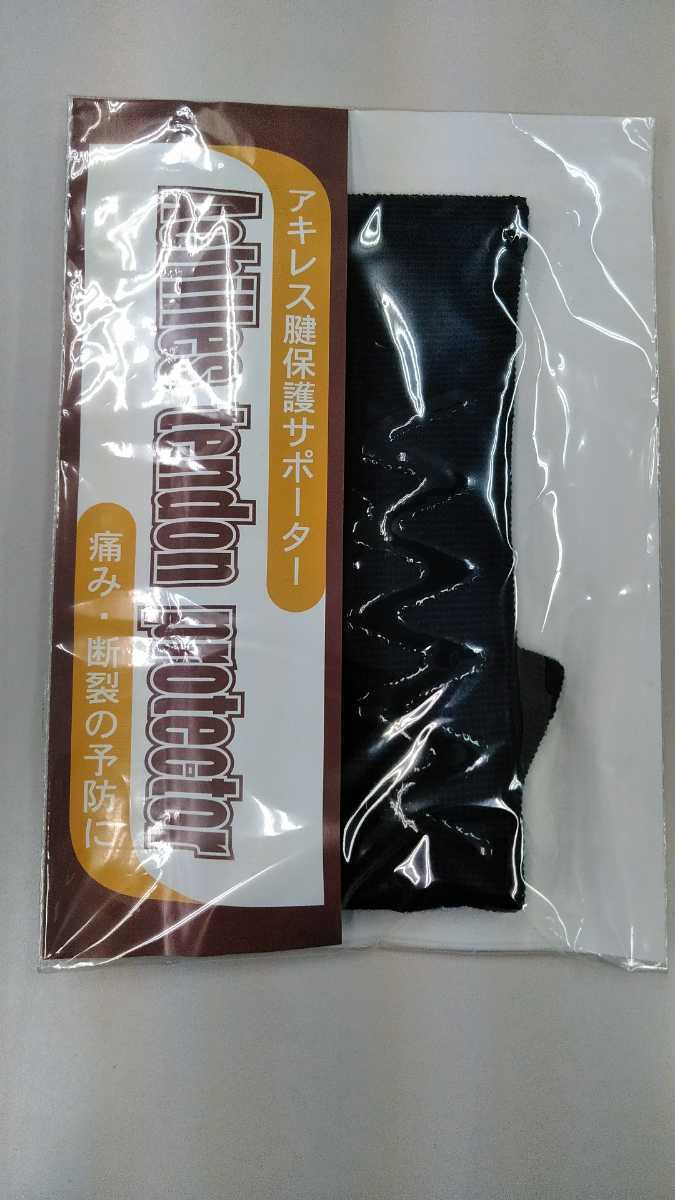 アキレス腱保護サポーター
Achilles tendon protector
痛み・断裂の予防に